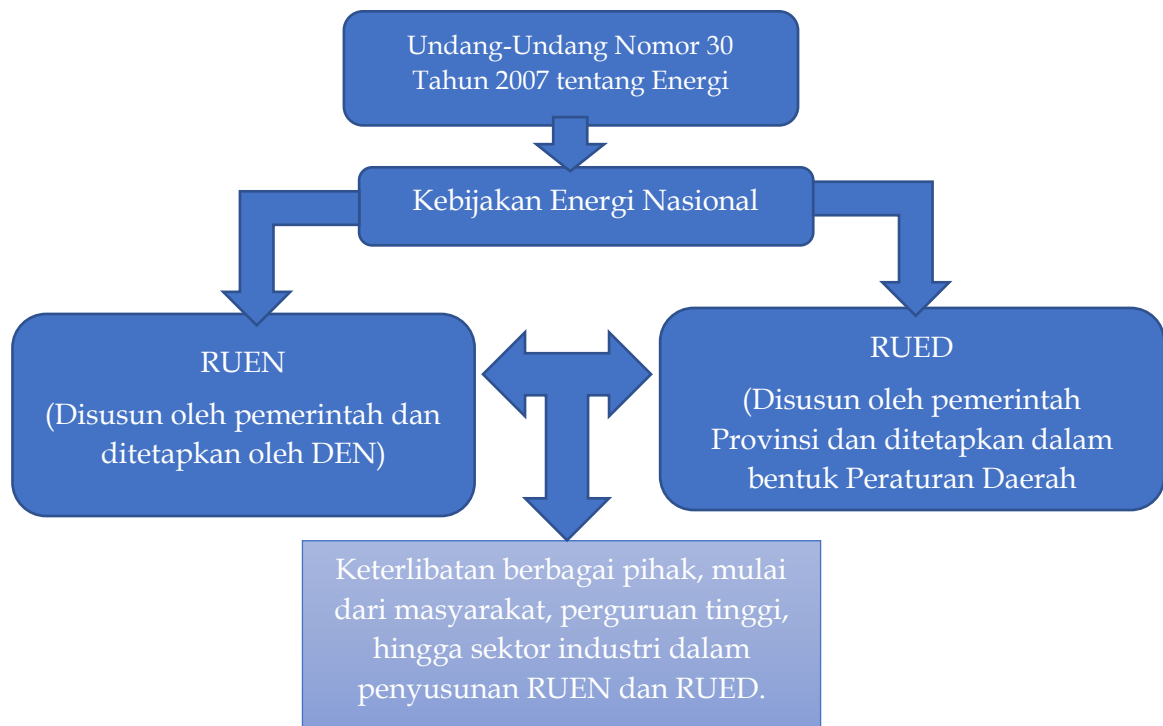 Undang-Undang Nomor 30
Tahun 2007 tentang Energi
Kebijakan Energi Nasional
RUEN
(Disusun oleh pemerintah dan
ditetapkan oleh DEN)
RUED
(Disusun oleh pemerintah
Provinsi dan ditetapkan dalam
bentuk Peraturan Daerah
Keterlibatan berbagai pihak, mulai
dari masyarakat, perguruan tinggi,
hingga sektor industri dalam
penyusunan RUEN dan RUED.